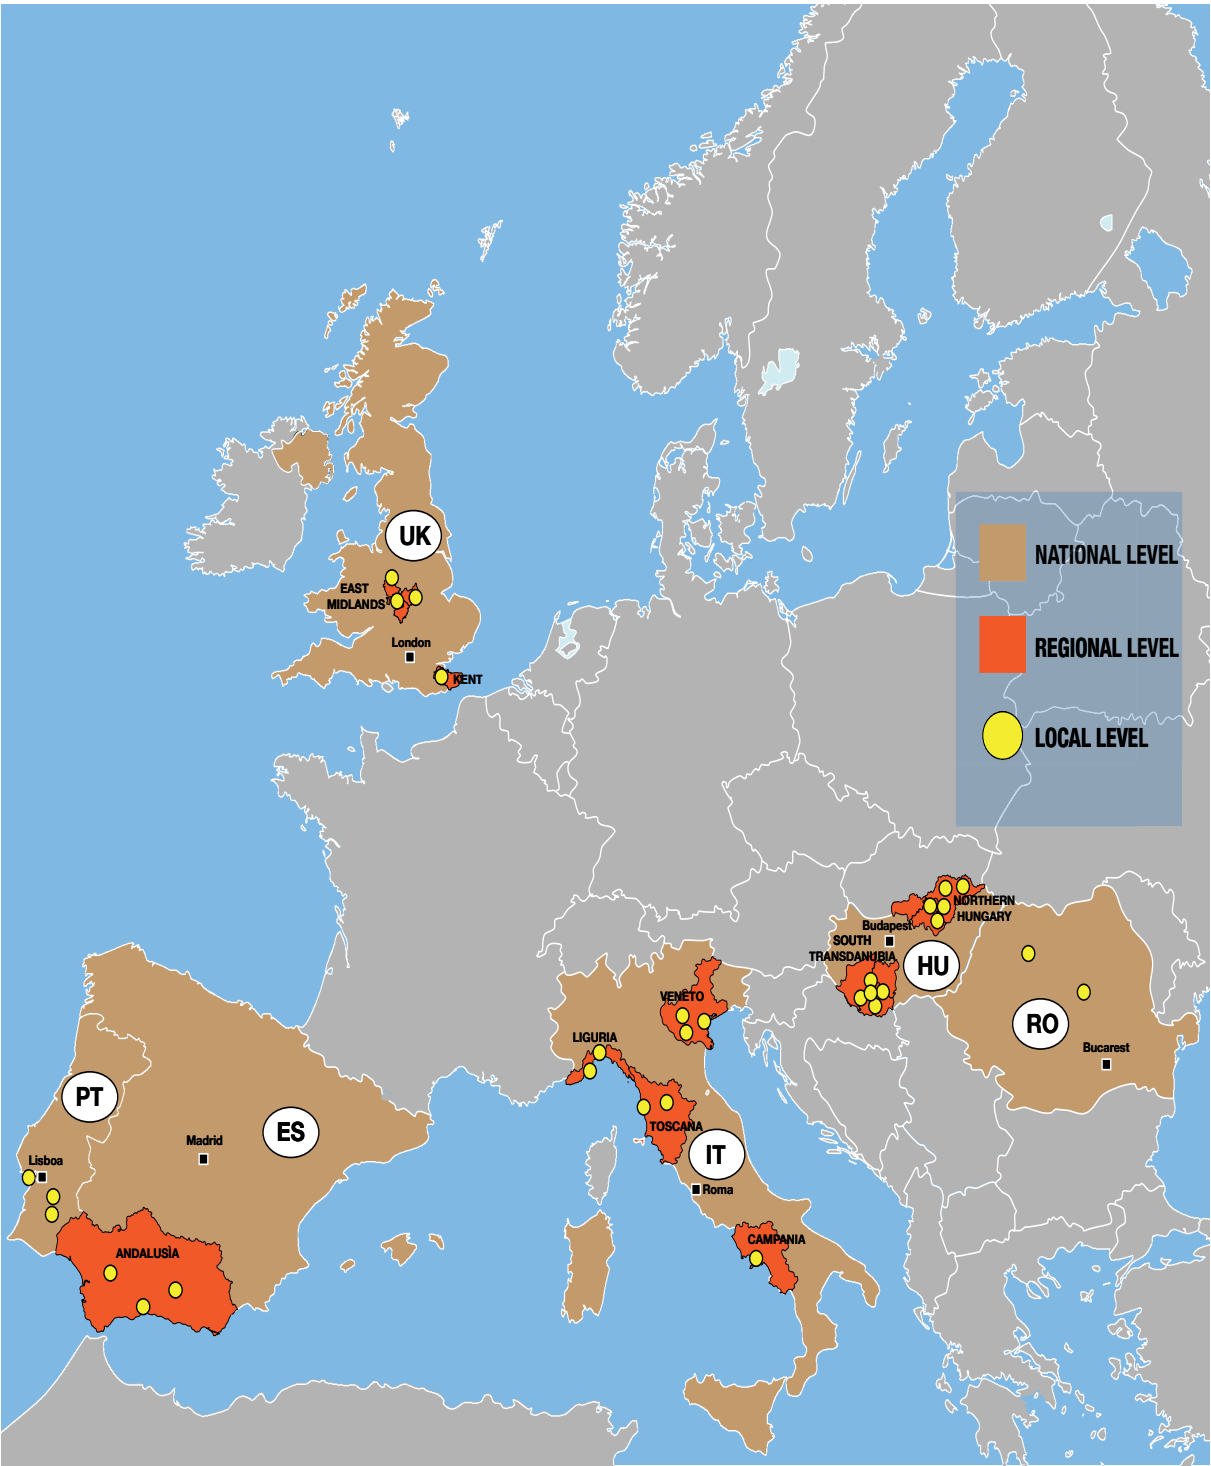 UK
EAST
MIDLANDS
London
KENT
NATIONAL LEVEL
REGIONAL LEVEL
LOCAL LEVEL
NORTHERN
HUNGARY
Budapest
SOUTH
TRANSDANUBIA
HU
VENETO
RO
LIGURIA
Bucarest
PT
ES
TOSCANA
Madrid
IT
Lisboa
Roma
CAMPANIA
ANDALUSÌA